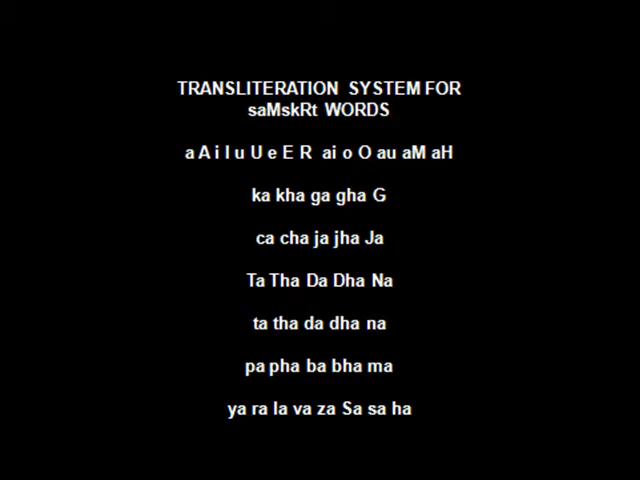 TRANSLITERATION SYSTEM FOR
saMskRt WORDS
a A i I u U e E R ai o O au aM aH
ka kha ga gha G
ca cha ja jha Ja
Ta Tha Da Dha Na
ta tha da dha na
pa pha ba bha ma
ya ra la va za Sa sa ha